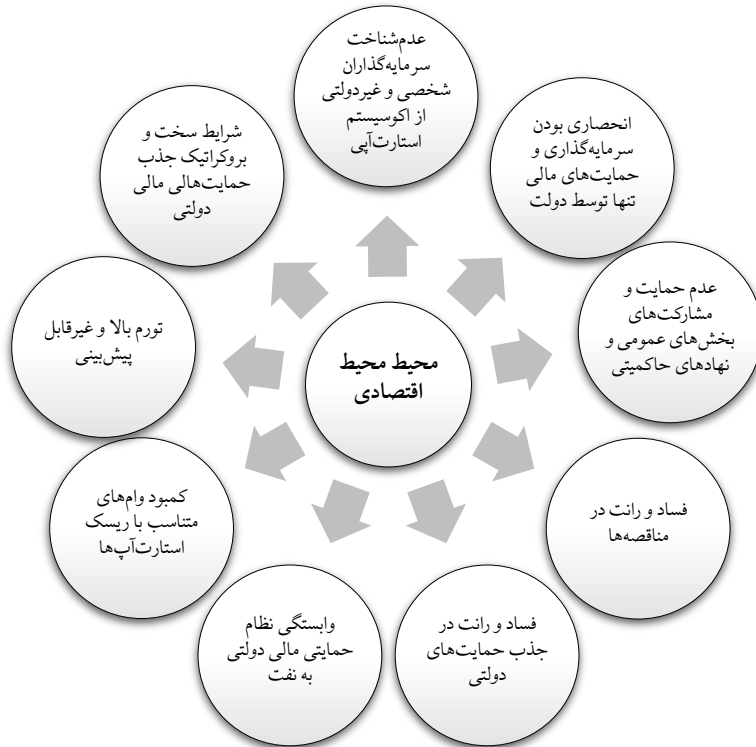 عدم‌شناخت
سرمایه‌گذاران
شخصی و غیردولتی
از اکوسیستم
استارت‌آپی
انحصاری بودن
سرمایه‌گذاری و
حمایت‌های مالی
تنها توسط دولت
عدم حمایت و
مشارکت‌های
بخش‌های عمومی و
نهادهای حاکمیتی
فساد و رانت در
مناقصه‌ها
فساد و رانت در
جذب حمایت‌های
دولتی
وابستگی نظام
حمایتی مالی دولتی
به نفت
کمبود وام‌های
متناسب با ریسک
استارت‌آپ‌ها
تورم بالا و غیرقابل
پیش‌بینی
شرایط سخت و
بروکراتیک جذب
حمایت‌هالی مالی
دولتی
محیط محیط
اقتصادی